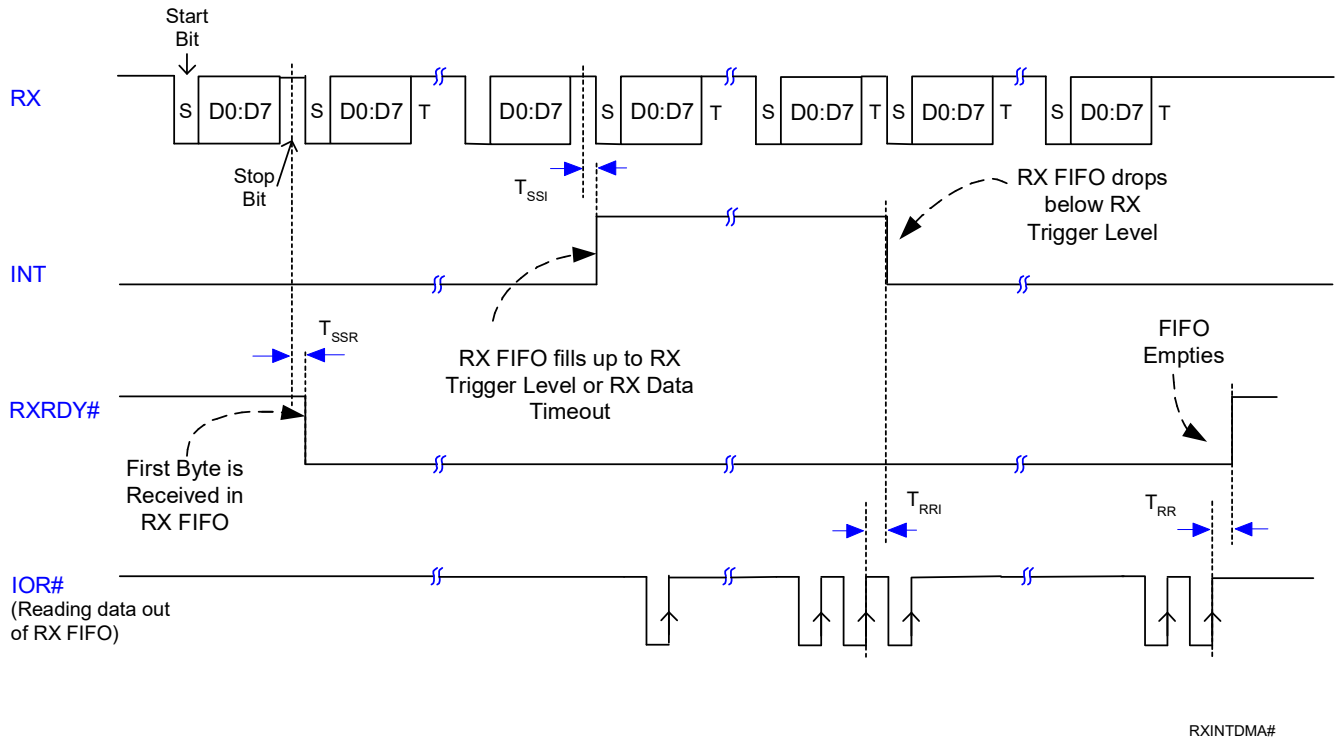 Start
Bit
RX
S D0:D7 S D0:D7 T D0:D7 S D0:D7 T S D0:D7 T S D0:D7 T S D0:D7 T
Stop
Bit
TSSI
RX FIFO drops
below RX
Trigger Level
INT
TSSR
RX FIFO fills up to RX
Trigger Level or RX Data
Timeout
FIFO
Empties
RXRDY#
First Byte is
Received in
RX FIFO
TRRI
TRR
IOR#
(Reading data out
of RX FIFO)
RXINTDMA#